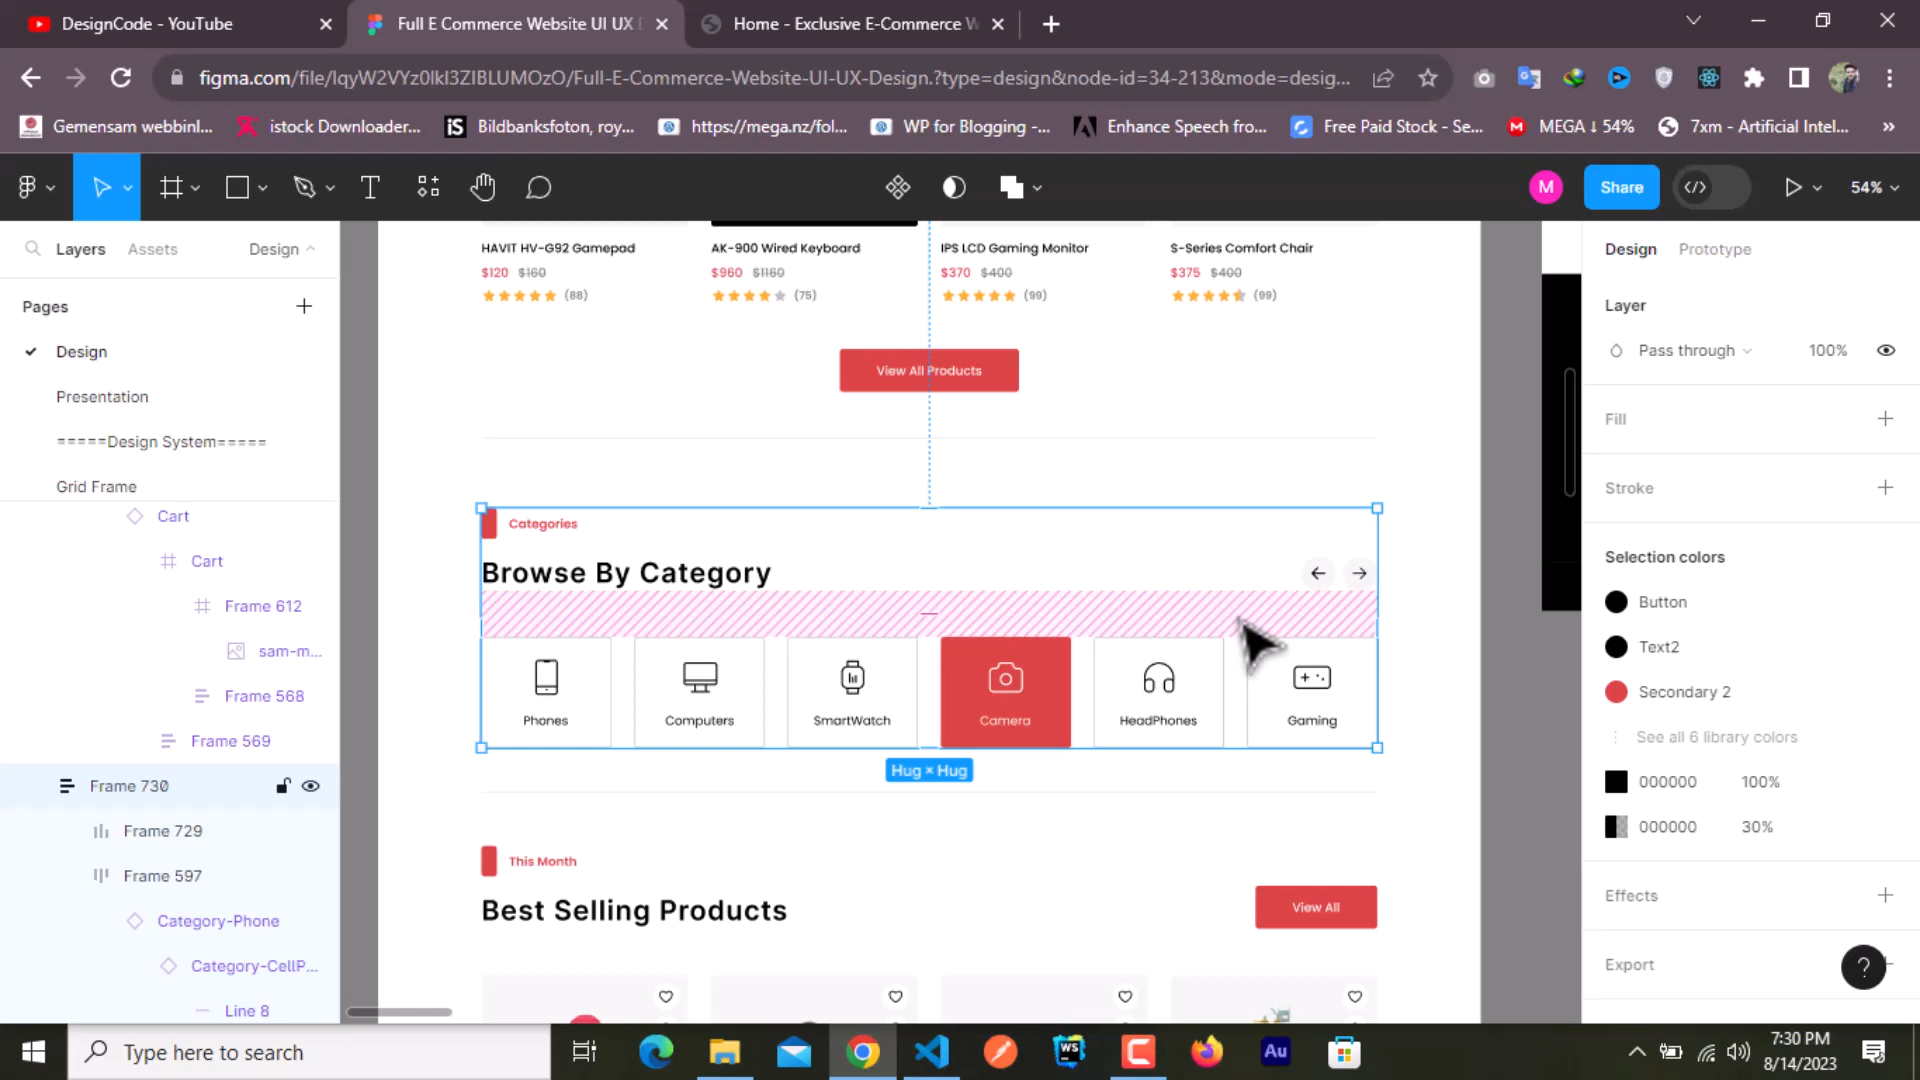 DesignCode - YouTube
Full E Commerce Website UI UX
Home - Exclusive E-Commerce W
figma.com/file/IqyW2VYz0lkl3ZIBLUMOzO/Full-E-Commerce-Website-UI-UX-Design.?type=design&node-id=34-213&mode=desig...
Gemensam webbinl...
istock Downloader...
iS
Bildbanksfoton, roy...
https://mega.nz/fol...
WP for Blogging -...
Enhance Speech fro...
Free Paid Stock - Se...
M
MEGA ↓ 54%
7xm - Artificial Intel...
»
T
M
Share
54%
Layers
Assets
Design
Pages
Design
Presentation
=====Design System=====
Grid Frame
Cart
Cart
Frame 612
sam-m...
Frame 568
Frame 569
Frame 730
Frame 729
Frame 597
Category-Phone
Category-CellP...
Line 8
HAVIT HV-G92 Gamepad
$120 $160
(88)
AK-900 Wired Keyboard
$960 $1160
(75)
IPS LCD Gaming Monitor
$370 $400
(99)
S-Series Comfort Chair
$375 $400
(99)
View All Products
Categories
Browse By Category
Phones
Computers
SmartWatch
Camera
HeadPhones
Gaming
Hug × Hug
This Month
Best Selling Products
View All
Design
Prototype
Layer
Pass through
100%
Fill
Stroke
Selection colors
Button
Text2
Secondary 2
See all 6 library colors
000000 100%
000000 30%
Effects
Export
?
Type here to search
WS
Au
7:30 PM
8/14/2023